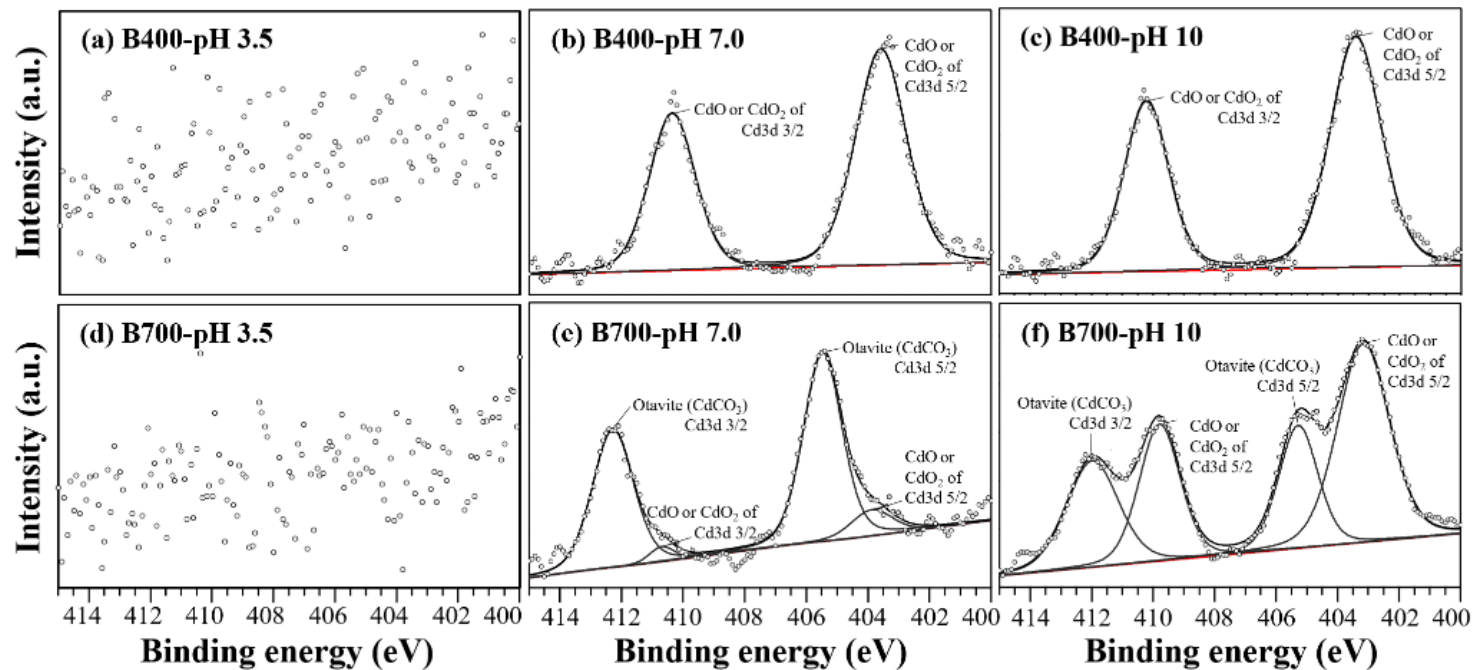 (a) B400-pH 3.5
(b) B400-pH 7.0
(c) B400-pH 10
Intensity (a.u.)
CdO or CdO₂ of
Cd3d 3/2
CdO or
CdO₂ of
Cd3d 5/2
CdO or CdO₂ of
Cd3d 3/2
CdO or
CdO₂ of
Cd3d 5/2
(d) B700-pH 3.5
(e) B700-pH 7.0
(f) B700-pH 10
Intensity (a.u.)
Otavite (CdCO₃)
Cd3d 3/2
Otavite (CdCO₃)
Cd3d 5/2
CdO or CdO₂ of
Cd3d 3/2
CdO or
CdO₂ of
Cd3d 5/2
Otavite (CdCO₃)
Cd3d 3/2
CdO or
CdO₂ of
Cd3d 5/2
Otavite (CdCO₃)
Cd3d 5/2
CdO or
CdO₂ of
Cd3d 5/2
414 412 410 408 406 404 402 400
414 412 410 408 406 404 402 400
414 412 410 408 406 404 402 400
Binding energy (eV)
Binding energy (eV)
Binding energy (eV)